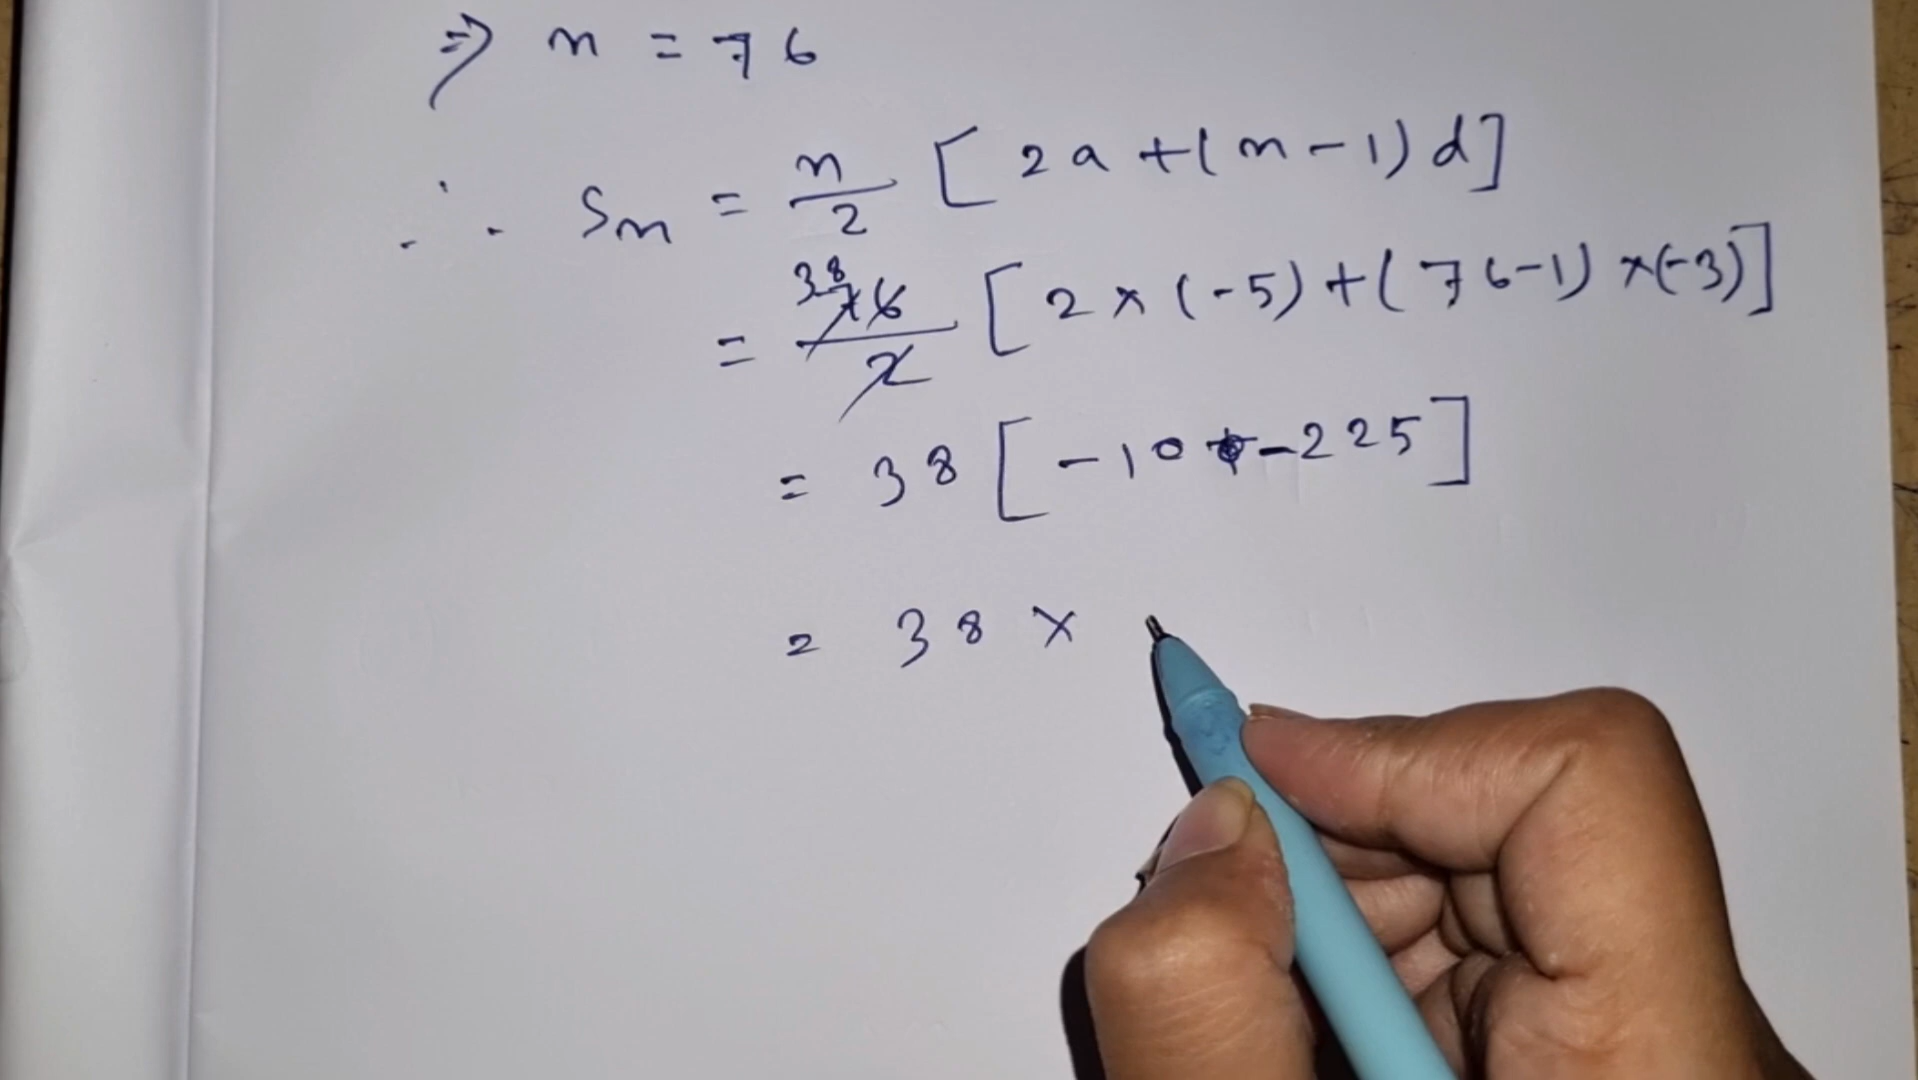 ⇒ n = 76
∴ Sn = n/2 [2a + (n - 1) d]
= 38 76/2 [2 × (-5) + (76-1) × (-3)]
= 38 [-10 -225]
= 38 ×